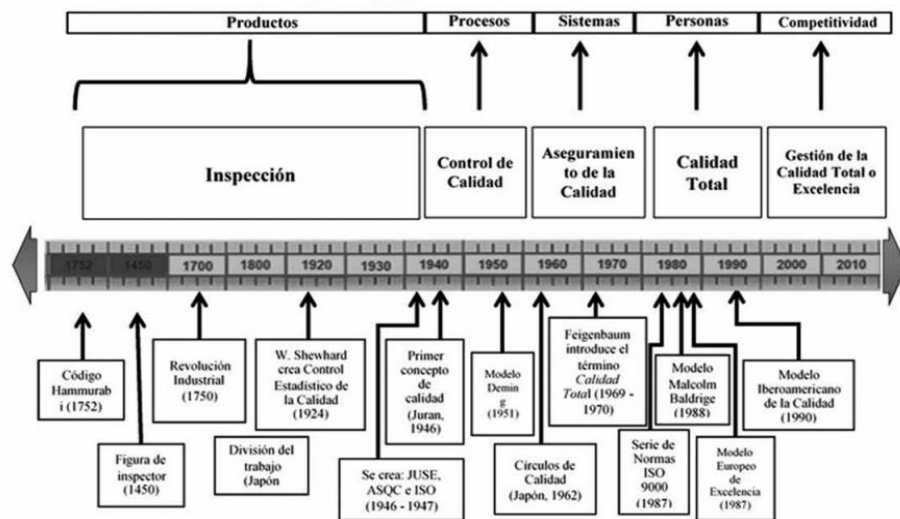 Productos Procesos Sistemas Personas Competitividad
Inspección
Control de
Calidad
Aseguramien
to de la
Calidad
Calidad
Total
Gestión de la
Calidad Total o
Excelencia
1752 1450 1700 1800 1920 1930 1940 1950 1960 1970 1980 1990 2000 2010
Código
Hammurab
i (1752)
Figura de
inspector
(1450)
Revolución
Industrial
(1750)
División del
trabajo
(Japón
W. Shewhard
crea Control
Estadístico de
la Calidad
(1924)
Se crea: JUSE,
ASQC e ISO
(1946 - 1947)
Primer
concepto
de
calidad
(Juran,
1946)
Modelo
Demin
g
(1951)
Círculos de
Calidad
(Japón, 1962)
Feigenbaum
introduce el
término
Calidad
Total (1969 -
1970)
Serie de
Normas
ISO
9000
(1987)
Modelo
Malcolm
Baldrige
(1988)
Modelo
Europeo
de
Excelencia
(1987)
Modelo
Iberoamericano
de la Calidad
(1990)